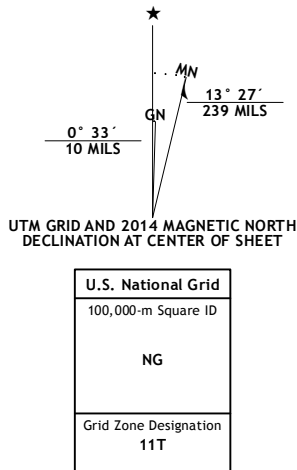 ★
MN
GN
13° 27´
239 MILS
0° 33´
10 MILS
UTM GRID AND 2014 MAGNETIC NORTH
DECLINATION AT CENTER OF SHEET
U.S. National Grid
100,000-m Square ID
NG
Grid Zone Designation
11T